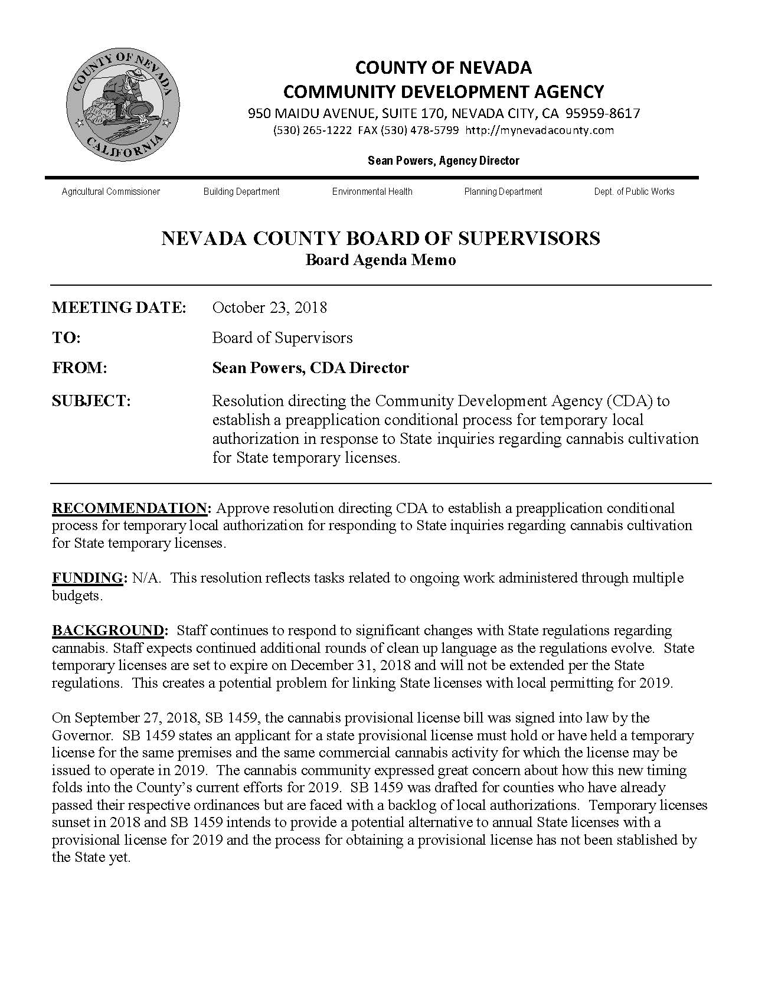 COUNTY OF NEVADA
CALIFORNIA
COUNTY OF NEVADA
COMMUNITY DEVELOPMENT AGENCY
950 MAIDU AVENUE, SUITE 170, NEVADA CITY, CA 95959-8617
(530) 265-1222 FAX (530) 478-5799 http://mynevadacounty.com
Sean Powers, Agency Director
Agricultural Commissioner Building Department Environmental Health Planning Department Dept. of Public Works
NEVADA COUNTY BOARD OF SUPERVISORS
Board Agenda Memo
MEETING DATE: October 23, 2018
TO: Board of Supervisors
FROM: Sean Powers, CDA Director
SUBJECT: Resolution directing the Community Development Agency (CDA) to
establish a preapplication conditional process for temporary local
authorization in response to State inquiries regarding cannabis cultivation
for State temporary licenses.
RECOMMENDATION: Approve resolution directing CDA to establish a preapplication conditional
process for temporary local authorization for responding to State inquiries regarding cannabis cultivation
for State temporary licenses.
FUNDING: N/A. This resolution reflects tasks related to ongoing work administered through multiple
budgets.
BACKGROUND: Staff continues to respond to significant changes with State regulations regarding
cannabis. Staff expects continued additional rounds of clean up language as the regulations evolve. State
temporary licenses are set to expire on December 31, 2018 and will not be extended per the State
regulations. This creates a potential problem for linking State licenses with local permitting for 2019.
On September 27, 2018, SB 1459, the cannabis provisional license bill was signed into law by the
Governor. SB 1459 states an applicant for a state provisional license must hold or have held a temporary
license for the same premises and the same commercial cannabis activity for which the license may be
issued to operate in 2019. The cannabis community expressed great concern about how this new timing
folds into the County's current efforts for 2019. SB 1459 was drafted for counties who have already
passed their respective ordinances but are faced with a backlog of local authorizations. Temporary licenses
sunset in 2018 and SB 1459 intends to provide a potential alternative to annual State licenses with a
provisional license for 2019 and the process for obtaining a provisional license has not been stablished by
the State yet.